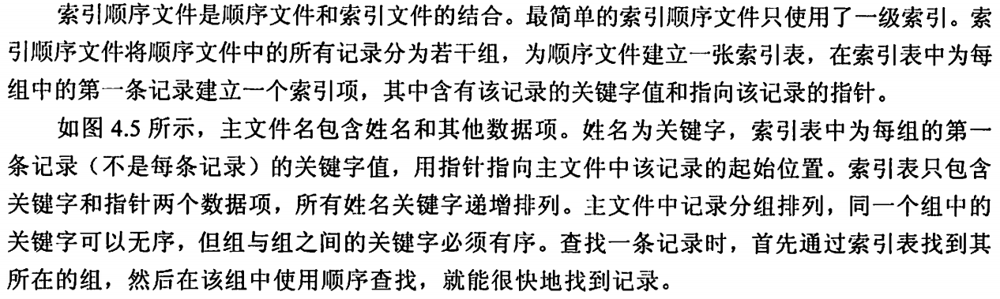 索引顺序文件是顺序文件和索引文件的结合。最简单的索引顺序文件只使用了一级索引。索
引顺序文件将顺序文件中的所有记录分为若干组，为顺序文件建立一张索引表，在索引表中为每
组中的第一条记录建立一个索引项，其中含有该记录的关键字值和指向该记录的指针。
如图 4.5 所示，主文件名包含姓名和其他数据项。姓名为关键字，索引表中为每组的第一
条记录（不是每条记录）的关键字值，用指针指向主文件中该记录的起始位置。索引表只包含
关键字和指针两个数据项，所有姓名关键字递增排列。主文件中记录分组排列，同一个组中的
关键字可以无序，但组与组之间的关键字必须有序。查找一条记录时，首先通过索引表找到其
所在的组，然后在该组中使用顺序查找，就能很快地找到记录。